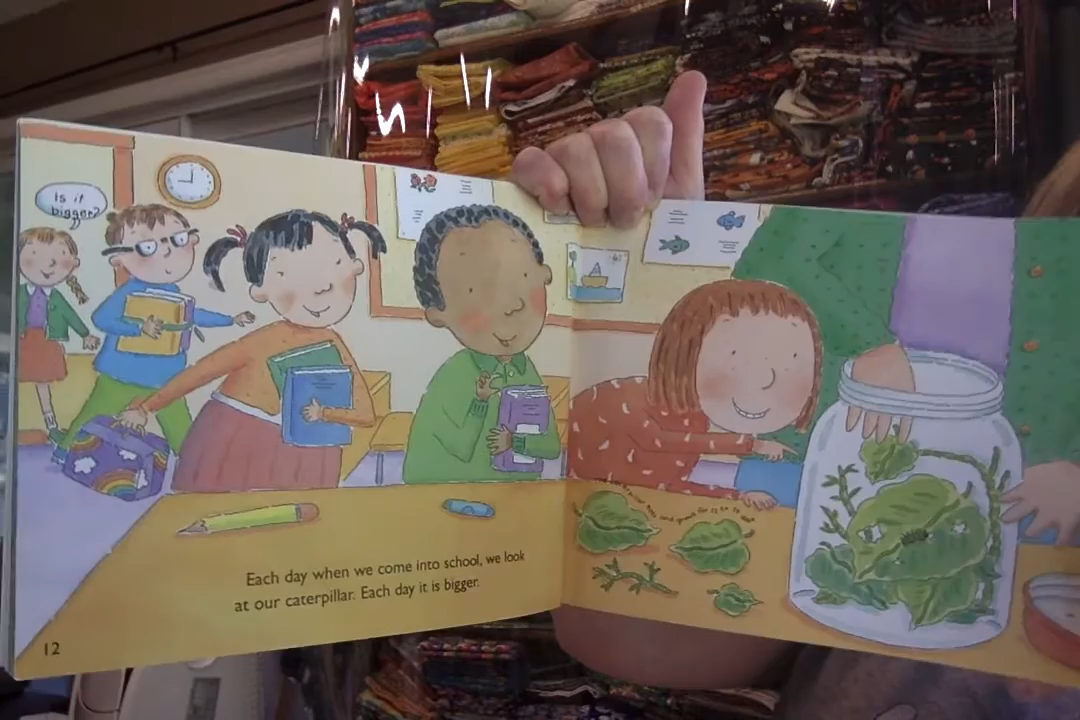 Is it
bigger?
Each day when we come into school, we look
at our caterpillar. Each day it is bigger.
12